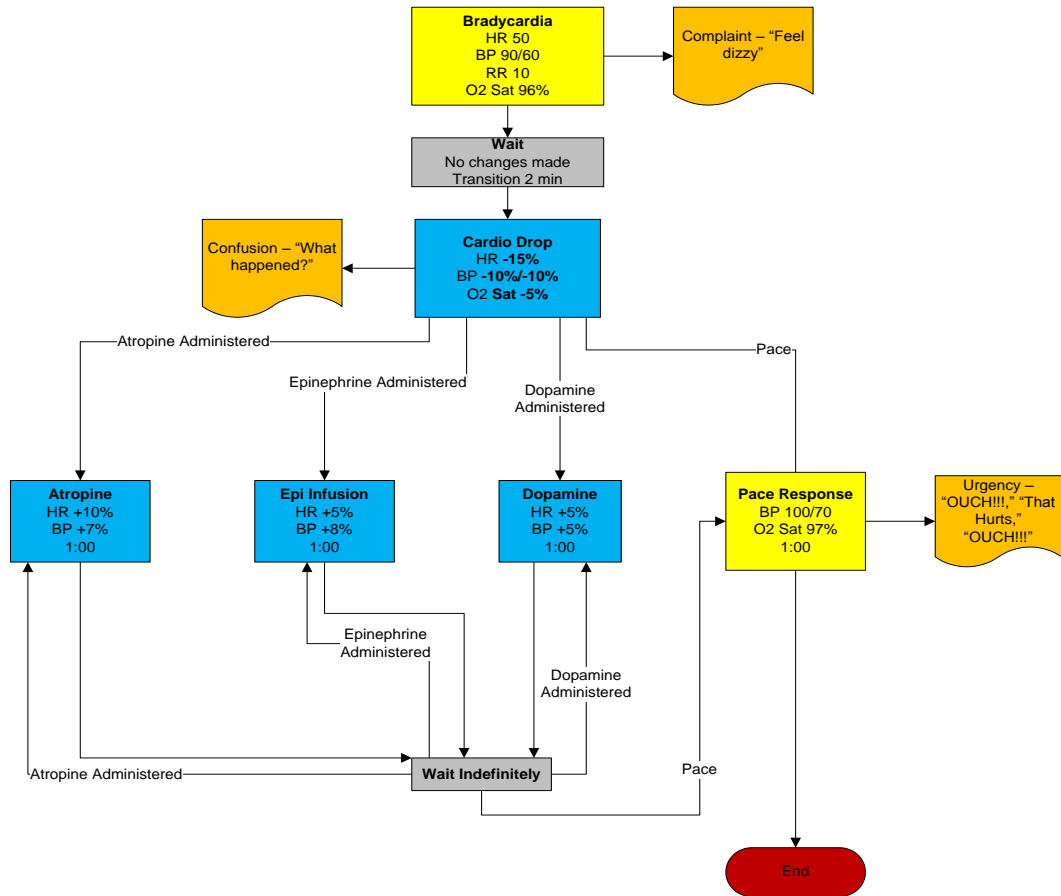 Bradycardia
HR 50
BP 90/60
RR 10
O2 Sat 96%
Complaint – “Feel
dizzy”
Wait
No changes made
Transition 2 min
Cardio Drop
HR -15%
BP -10%/-10%
O2 Sat -5%
Confusion – “What
happened?”
Atropine Administered
Epinephrine Administered
Dopamine
Administered
Pace
Atropine
HR +10%
BP +7%
1:00
Epi Infusion
HR +5%
BP +8%
1:00
Dopamine
HR +5%
BP +5%
1:00
Pace Response
BP 100/70
O2 Sat 97%
1:00
Urgency –
“OUCH!!!,” “That
Hurts,”
“OUCH!!!”
Epinephrine
Administered
Dopamine
Administered
Atropine Administered
Wait Indefinitely
Pace
End